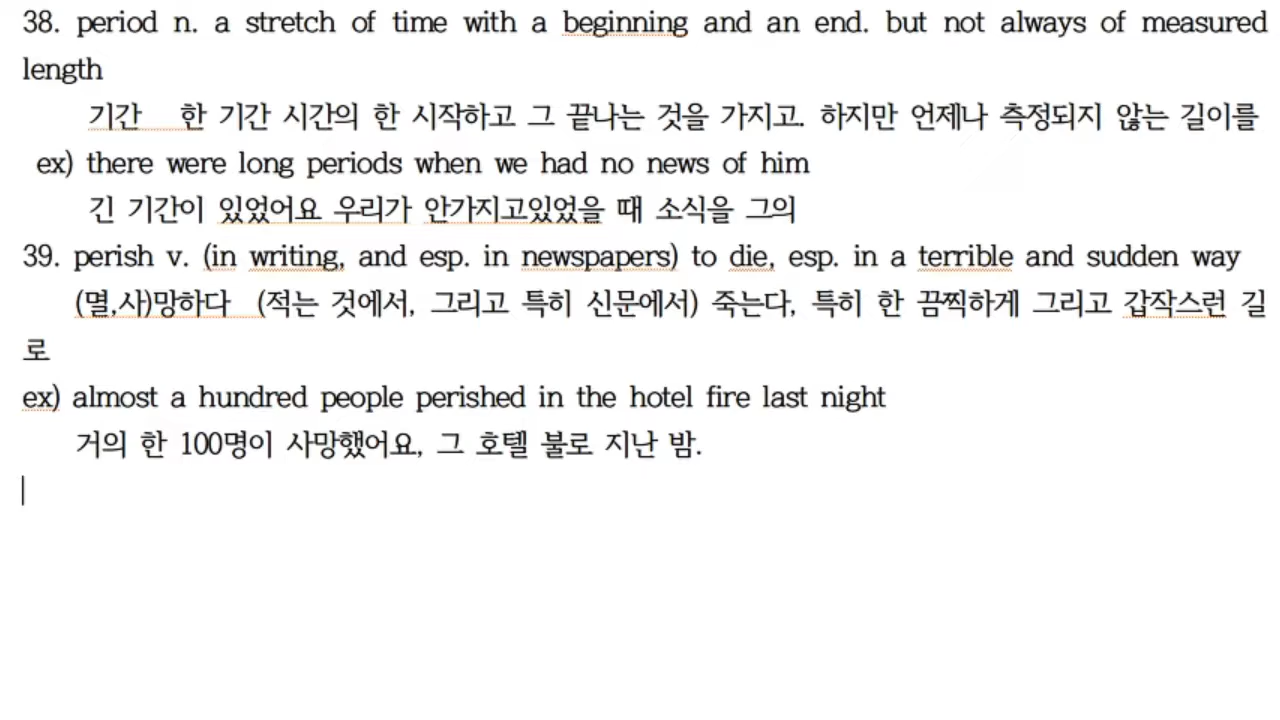 38. period n. a stretch of time with a beginning and an end. but not always of measured
length
기간 한 기간 시간의 한 시작하고 그 끝나는 것을 가지고. 하지만 언제나 측정되지 않는 길이를
ex) there were long periods when we had no news of him
긴 기간이 있었어요 우리가 안가지고있었을 때 소식을 그의
39. perish v. (in writing, and esp. in newspapers) to die, esp. in a terrible and sudden way
(멸,사)망하다 (적는 것에서, 그리고 특히 신문에서) 죽는다, 특히 한 끔찍하게 그리고 갑작스런 길
로
ex) almost a hundred people perished in the hotel fire last night
거의 한 100명이 사망했어요, 그 호텔 불로 지난 밤.